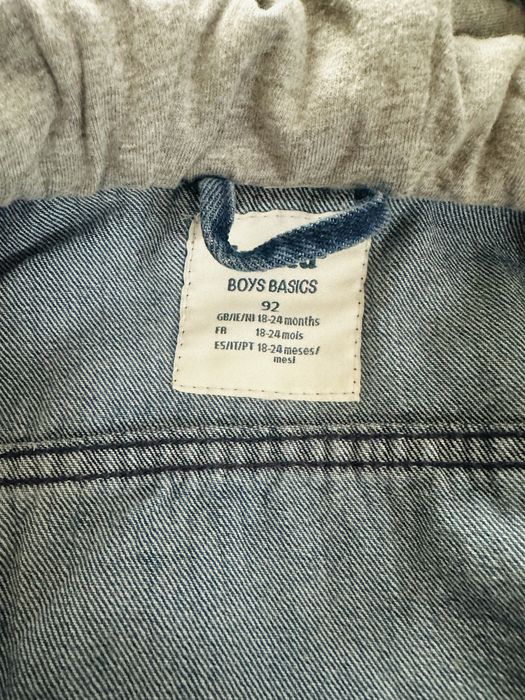 BOYS BASICS
92
GB/IE/NI 18-24 months
FR 18-24 mois
ES/IT/PT 18-24 meses/
mesi